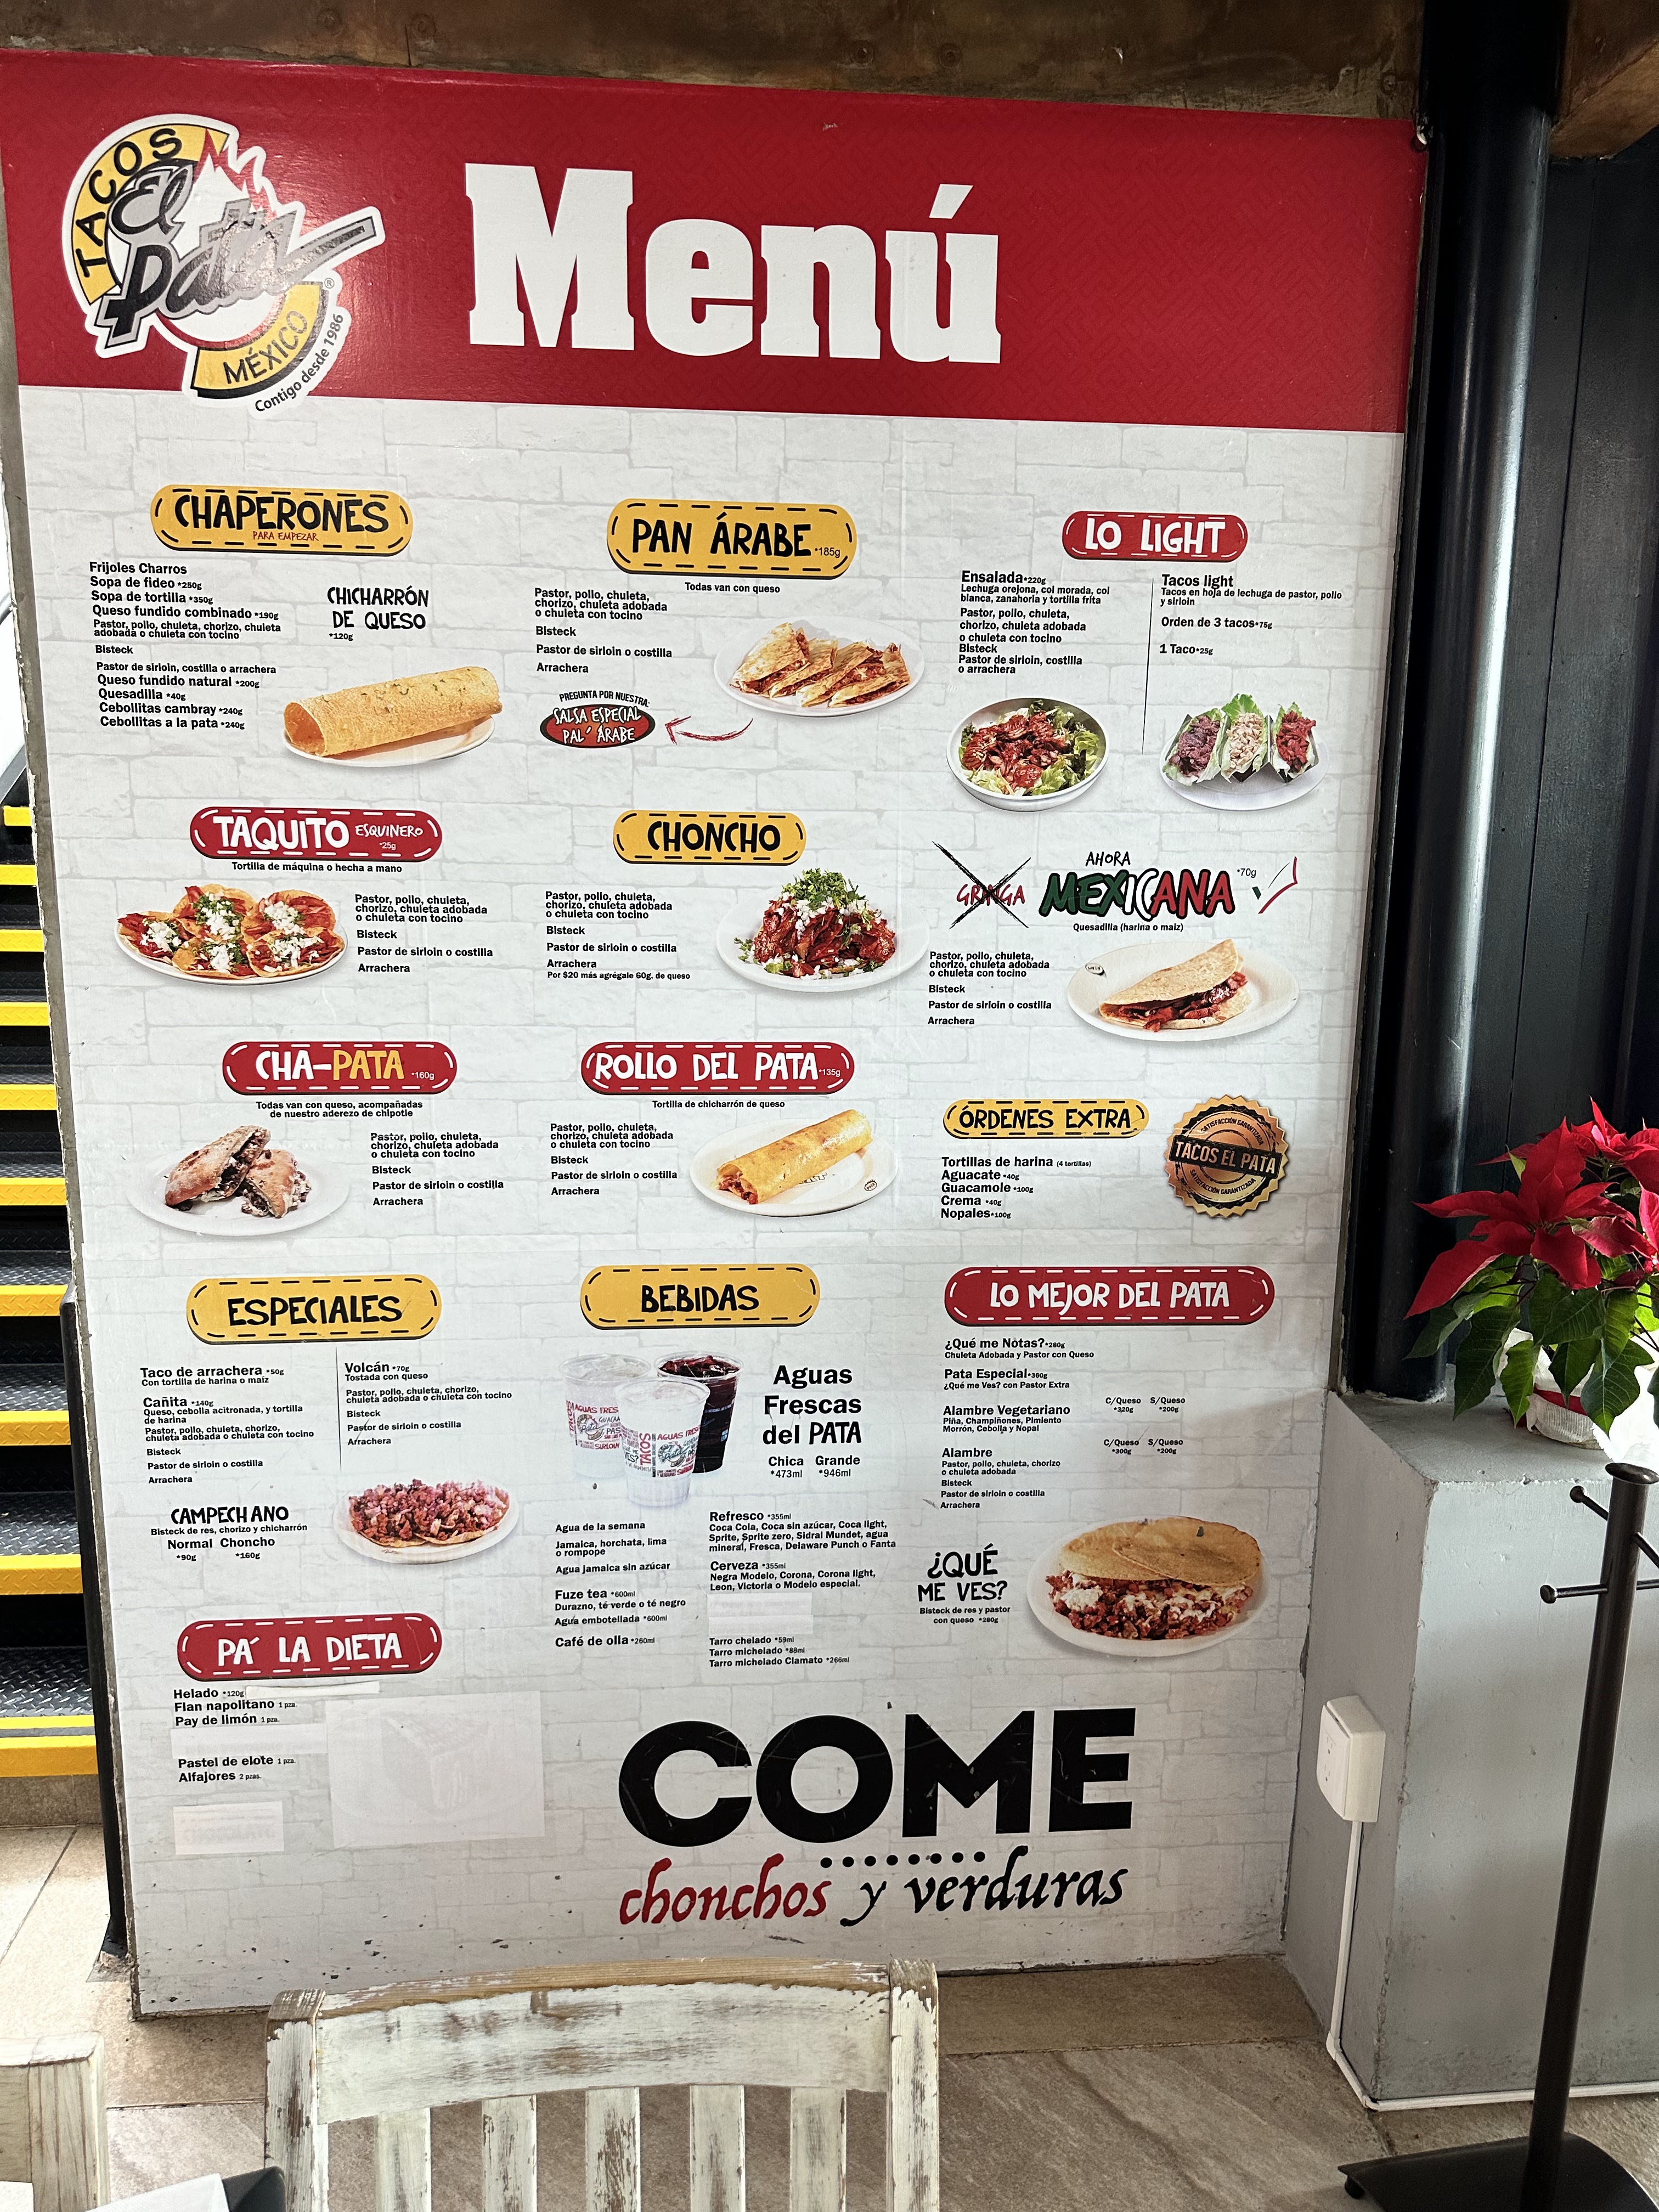 TACOS
El
Pata
MÉXICO
®
Contigo desde 1986
Menú
CHAPERONES
PARA EMPEZAR
Frijoles Charros
Sopa de fideo *250g
Sopa de tortilla *350g
Queso fundido combinado *190g
Pastor, pollo, chuleta, chorizo, chuleta
adobada o chuleta con tocino
Bisteck
Pastor de sirloin, costilla o arrachera
Queso fundido natural *200g
Quesadilla *40g
Cebollitas cambray *240g
Cebollitas a la pata *240g
CHICHARRÓN
DE QUESO
*120g
PAN ÁRABE *185g
Todas van con queso
Pastor, pollo, chuleta,
chorizo, chuleta adobada
o chuleta con tocino
Bisteck
Pastor de sirloin o costilla
Arrachera
PREGUNTA POR NUESTRA:
SALSA ESPECIAL
PAL' ÁRABE
LO LIGHT
Ensalada *220g
Lechuga orejona, col morada, col
blanca, zanahoria y tortilla frita
Pastor, pollo, chuleta,
chorizo, chuleta adobada
o chuleta con tocino
Bisteck
Pastor de sirloin, costilla
o arrachera
Tacos light
Tacos en hoja de lechuga de pastor, pollo
y sirloin
Orden de 3 tacos *75g
1 Taco *25g
TAQUITO ESQUINERO
*25g
Tortilla de máquina o hecha a mano
Pastor, pollo, chuleta,
chorizo, chuleta adobada
o chuleta con tocino
Bisteck
Pastor de sirloin o costilla
Arrachera
CHONCHO
Pastor, pollo, chuleta,
chorizo, chuleta adobada
o chuleta con tocino
Bisteck
Pastor de sirloin o costilla
Arrachera
Por $20 más agrégale 60g. de queso
GRINGA
AHORA
MEXICANA *70g
Quesadilla (harina o maiz)
Pastor, pollo, chuleta,
chorizo, chuleta adobada
o chuleta con tocino
Bisteck
Pastor de sirloin o costilla
Arrachera
CHA-PATA *160g
Todas van con queso, acompañadas
de nuestro aderezo de chipotle
Pastor, pollo, chuleta,
chorizo, chuleta adobada
o chuleta con tocino
Bisteck
Pastor de sirloin o costilla
Arrachera
ROLLO DEL PATA *135g
Tortilla de chicharrón de queso
Pastor, pollo, chuleta,
chorizo, chuleta adobada
o chuleta con tocino
Bisteck
Pastor de sirloin o costilla
Arrachera
ÓRDENES EXTRA
Tortillas de harina (4 tortillas)
Aguacate *40g
Guacamole *100g
Crema *40g
Nopales *100g
SATISFACCIÓN GARANTIZADA
TACOS EL PATA
SATISFACCIÓN GARANTIZADA
ESPECIALES
Taco de arrachera *50g
Con tortilla de harina o maíz
Cañita *140g
Queso, cebolla acitronada, y tortilla
de harina
Pastor, pollo, chuleta, chorizo,
chuleta adobada o chuleta con tocino
Bisteck
Pastor de sirloin o costilla
Arrachera
Volcán *70g
Tostada con queso
Pastor, pollo, chuleta, chorizo,
chuleta adobada o chuleta con tocino
Bisteck
Pastor de sirloin o costilla
Arrachera
CAMPECHANO
Bisteck de res, chorizo y chicharrón
Normal Choncho
*90g *160g
BEBIDAS
Aguas
Frescas
del PATA
Chica Grande
*473ml *946ml
Agua de la semana
Jamaica, horchata, lima
o rompope
Agua jamaica sin azúcar
Fuze tea *600ml
Durazno, té verde o té negro
Agua embotellada *600ml
Café de olla *260ml
Refresco *355ml
Coca Cola, Coca sin azúcar, Coca light,
Sprite, Sprite zero, Sidral Mundet, agua
mineral, Fresca, Delaware Punch o Fanta
Cerveza *355ml
Negra Modelo, Corona, Corona light,
Leon, Victoria o Modelo especial.
Tarro chelado *59ml
Tarro michelado *88ml
Tarro michelado Clamato *266ml
LO MEJOR DEL PATA
¿Qué me Notas? *280g
Chuleta Adobada y Pastor con Queso
Pata Especial *360g
¿Qué me Ves? con Pastor Extra
Alambre Vegetariano
Piña, Champiñones, Pimiento
Morrón, Cebolla y Nopal
C/Queso S/Queso
*320g *200g
Alambre
Pastor, pollo, chuleta, chorizo
o chuleta adobada
Bisteck
Pastor de sirloin o costilla
Arrachera
C/Queso S/Queso
*300g *200g
¿QUÉ
ME VES?
Bisteck de res y pastor
con queso *280g
PA´ LA DIETA
Helado *120g
Flan napolitano 1 pza.
Pay de limón 1 pza.
Pastel de elote 1 pza.
Alfajores 2 pzas.
COME
chonchos y verduras